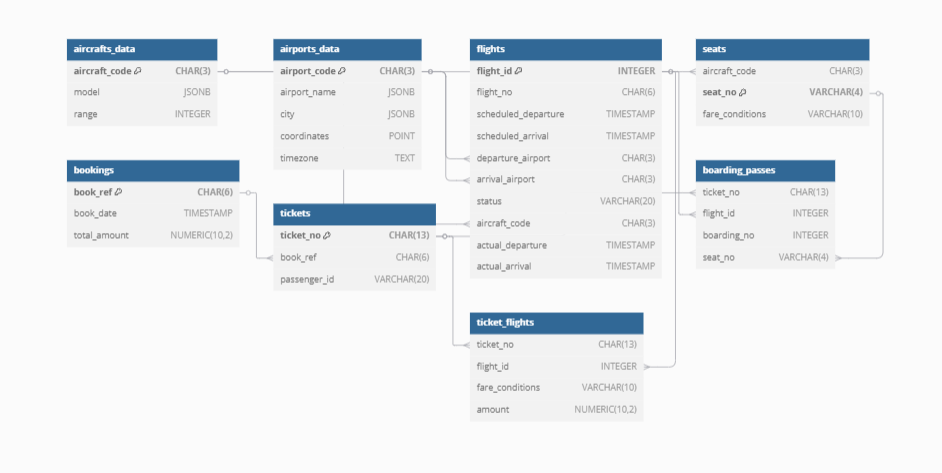 aircrafts_data
aircraft_code CHAR(3)
model JSONB
range INTEGER
airports_data
airport_code CHAR(3)
airport_name JSONB
city JSONB
coordinates POINT
timezone TEXT
flights
flight_id INTEGER
flight_no CHAR(6)
scheduled_departure TIMESTAMP
scheduled_arrival TIMESTAMP
departure_airport CHAR(3)
arrival_airport CHAR(3)
status VARCHAR(20)
aircraft_code CHAR(3)
actual_departure TIMESTAMP
actual_arrival TIMESTAMP
seats
aircraft_code CHAR(3)
seat_no VARCHAR(4)
fare_conditions VARCHAR(10)
bookings
book_ref CHAR(6)
book_date TIMESTAMP
total_amount NUMERIC(10,2)
tickets
ticket_no CHAR(13)
book_ref CHAR(6)
passenger_id VARCHAR(20)
boarding_passes
ticket_no CHAR(13)
flight_id INTEGER
boarding_no INTEGER
seat_no VARCHAR(4)
ticket_flights
ticket_no CHAR(13)
flight_id INTEGER
fare_conditions VARCHAR(10)
amount NUMERIC(10,2)